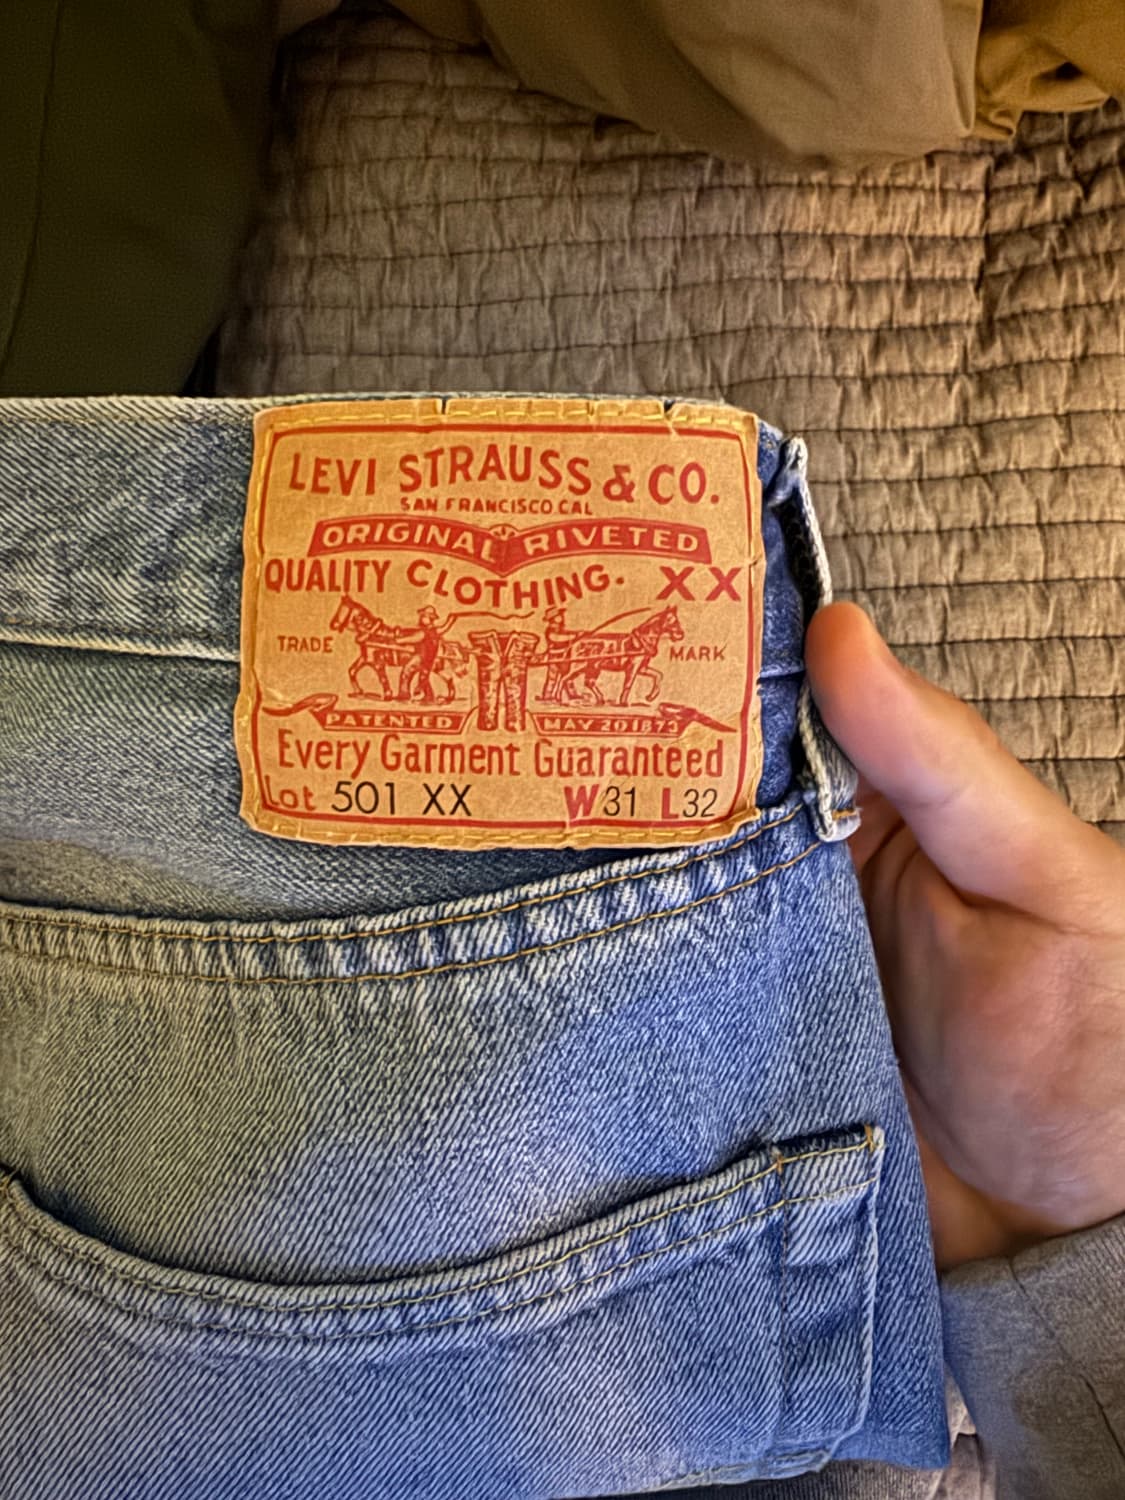 LEVI STRAUSS & CO.
SAN FRANCISCO CAL
ORIGINAL RIVETED
QUALITY CLOTHING. XX
TRADE MARK
PATENTED MAY 20 1873
Every Garment Guaranteed
Lot 501 XX W31 L32